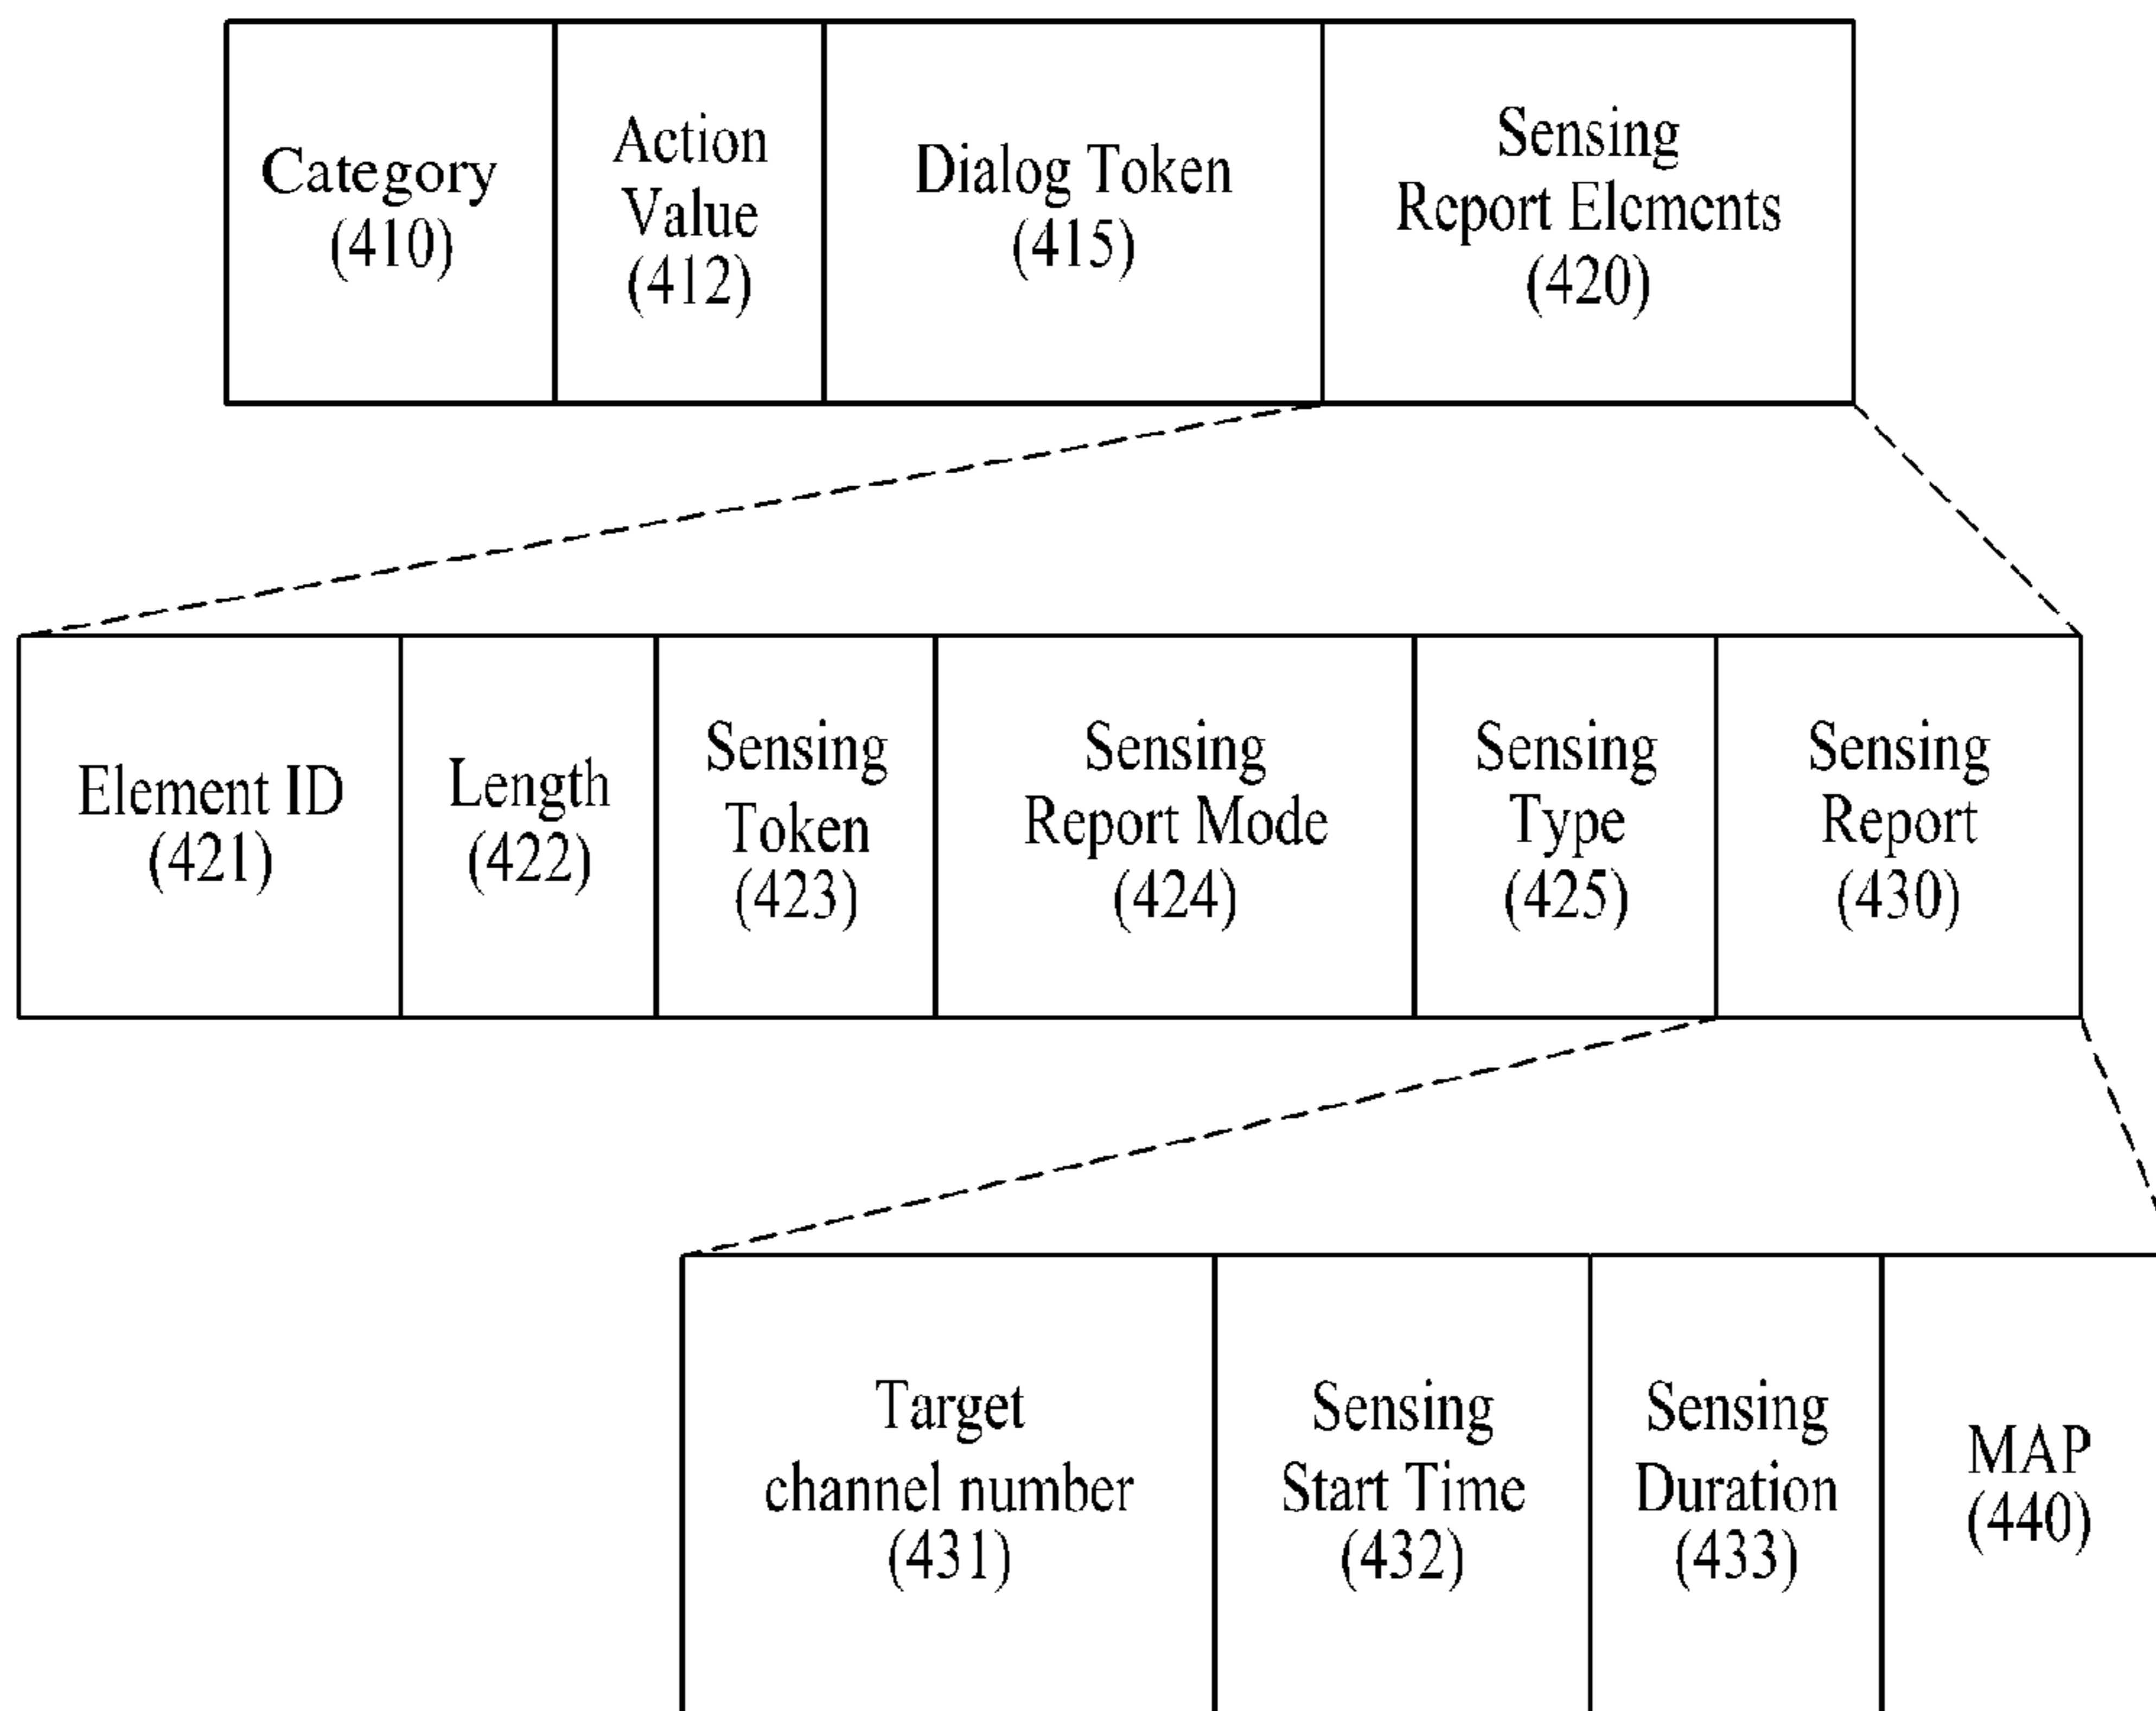 Category
(410)
Action
Value
(412)
Dialog Token
(415)
Sensing
Report Elements
(420)
Element ID
(421)
Length
(422)
Sensing
Token
(423)
Sensing
Report Mode
(424)
Sensing
Type
(425)
Sensing
Report
(430)
Target
channel number
(431)
Sensing
Start Time
(432)
Sensing
Duration
(433)
MAP
(440)